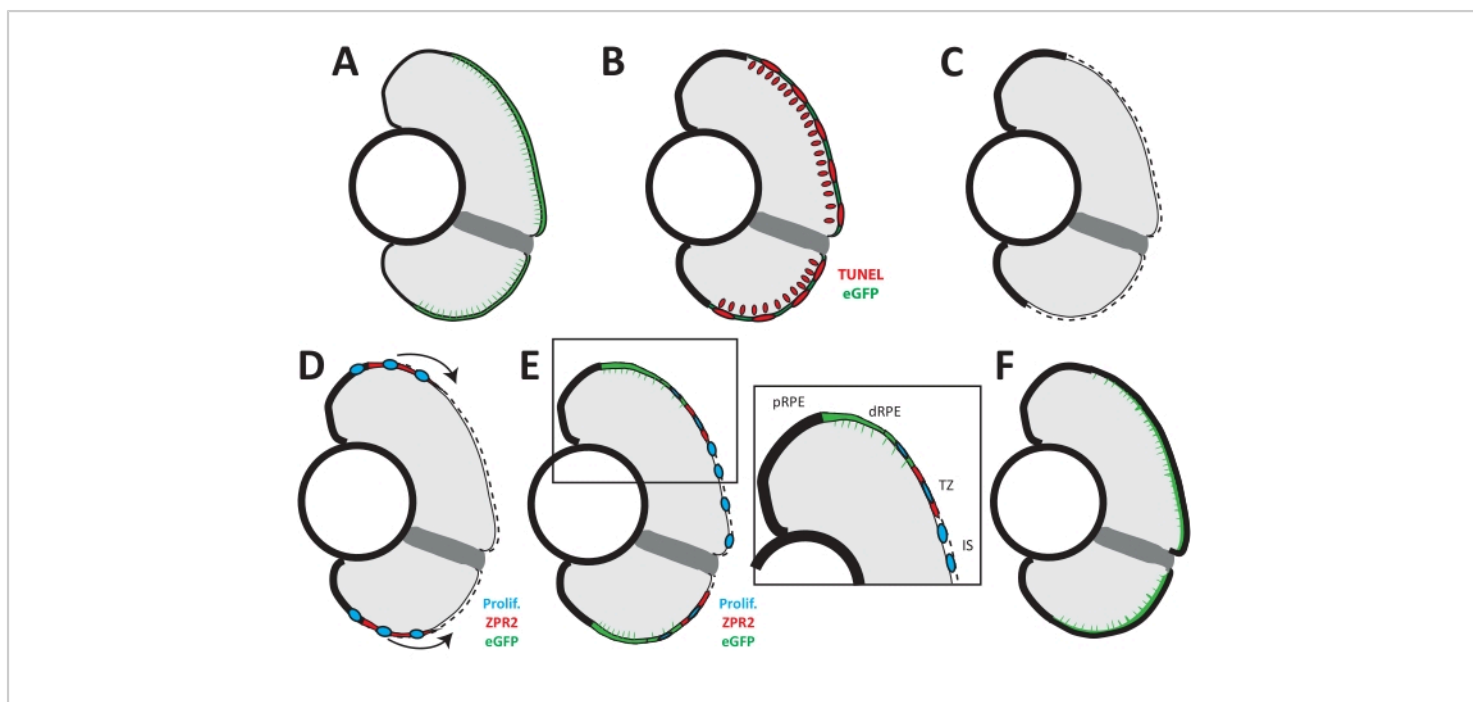 A
B
C
TUNEL
eGFP
D
E
F
pRPE
dRPE
TZ
IS
Prolif.
ZPR2
eGFP
Prolif.
ZPR2
eGFP